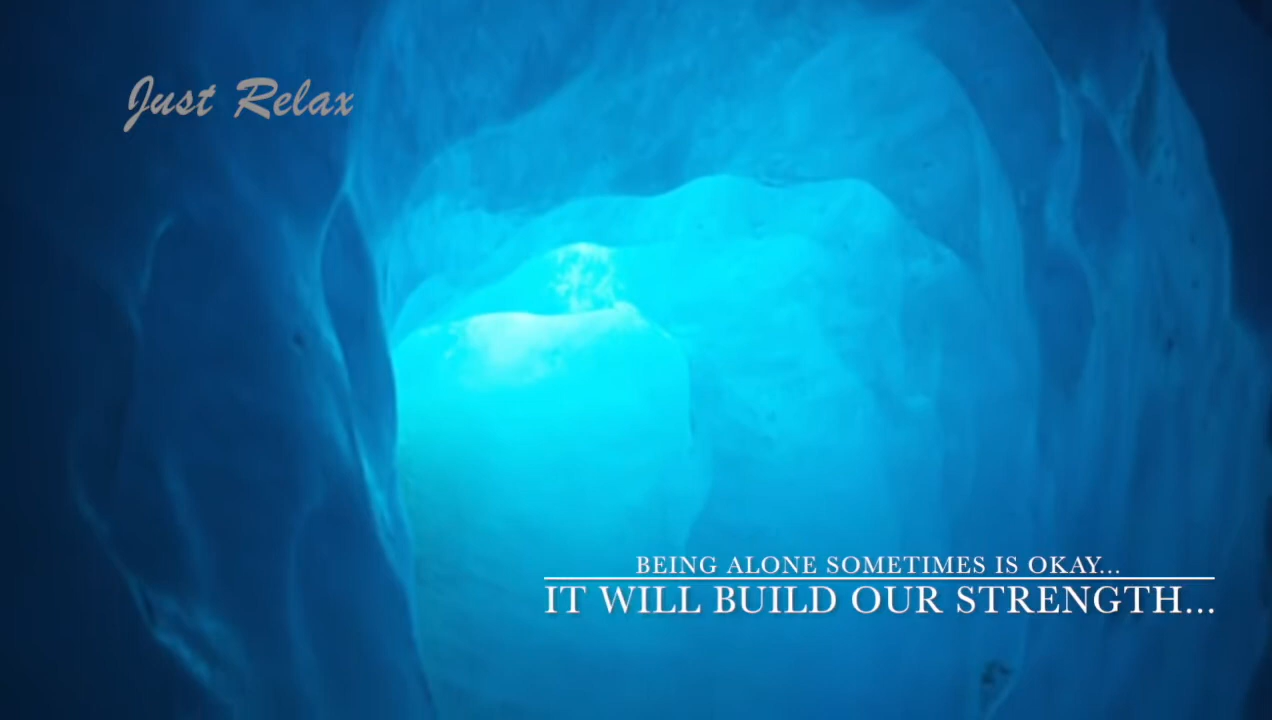 Just Relax
BEING ALONE SOMETIMES IS OKAY...
IT WILL BUILD OUR STRENGTH...